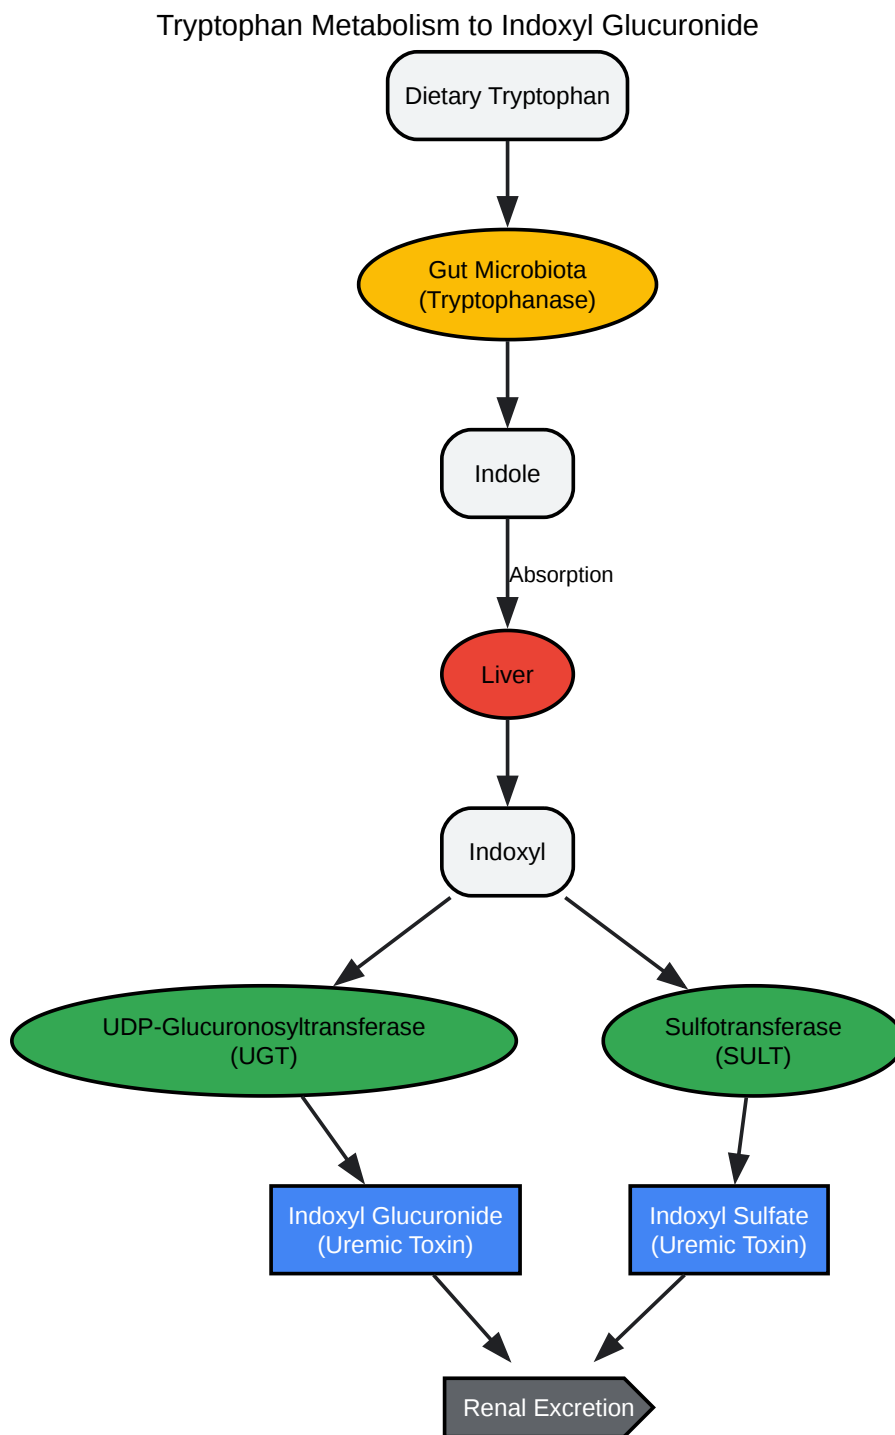 Tryptophan Metabolism to Indoxyl Glucuronide
Dietary Tryptophan
Gut Microbiota
(Tryptophanase)
Indole
Absorption
Liver
Indoxyl
UDP-Glucuronosyltransferase
(UGT)
Sulfotransferase
(SULT)
Indoxyl Glucuronide
(Uremic Toxin)
Indoxyl Sulfate
(Uremic Toxin)
Renal Excretion